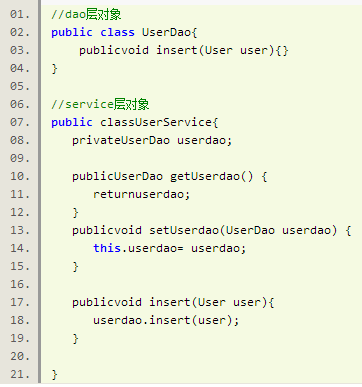 01. //dao层对象
02. public class UserDao{
03.     publicvoid insert(User user){}
04. }
05.
06. //service层对象
07. public classUserService{
08.    privateUserDao userdao;
09.
10.    publicUserDao getUserdao() {
11.       returnuserdao;
12.    }
13.    publicvoid setUserdao(UserDao userdao) {
14.       this.userdao= userdao;
15.    }
16.
17.    publicvoid insert(User user){
18.       userdao.insert(user);
19.    }
20.
21. }